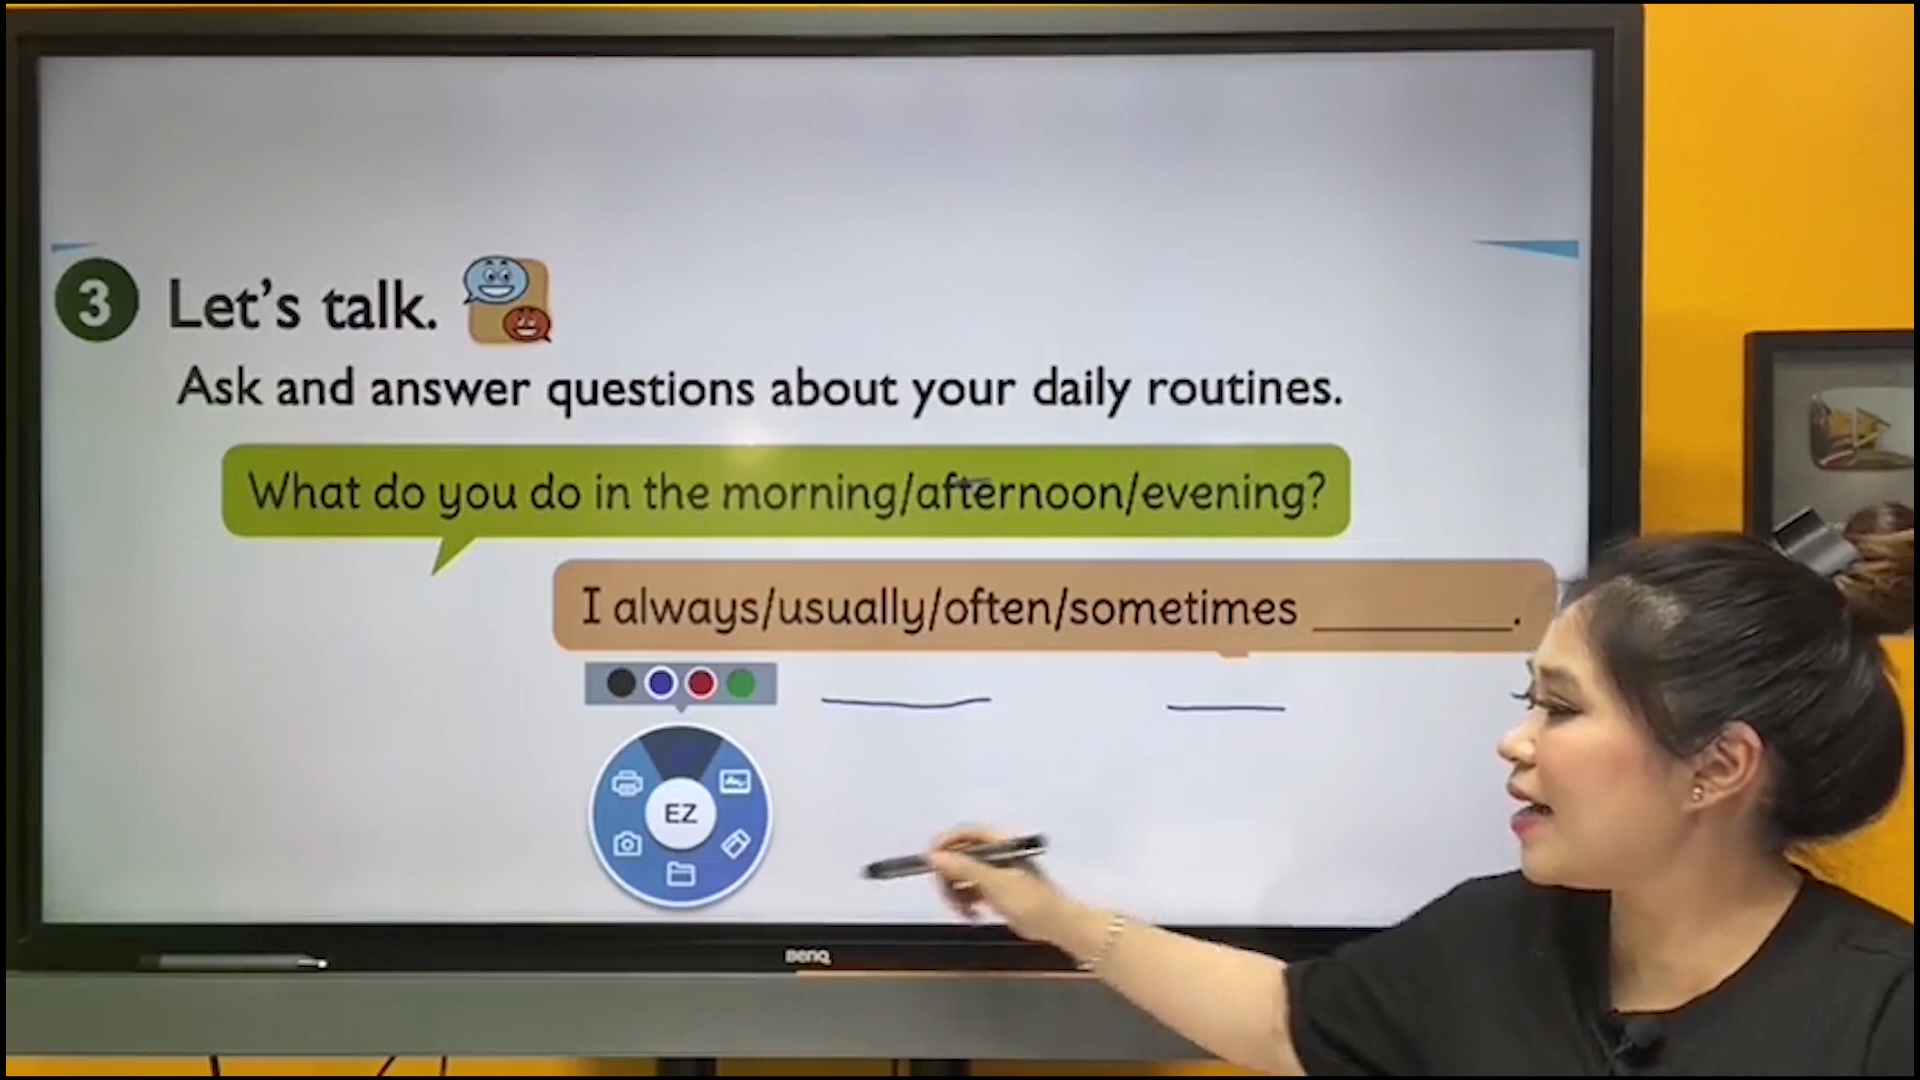 3 Let's talk.
Ask and answer questions about your daily routines.
What do you do in the morning/afternoon/evening?
I always/usually/often/sometimes ________.
EZ
BenQ